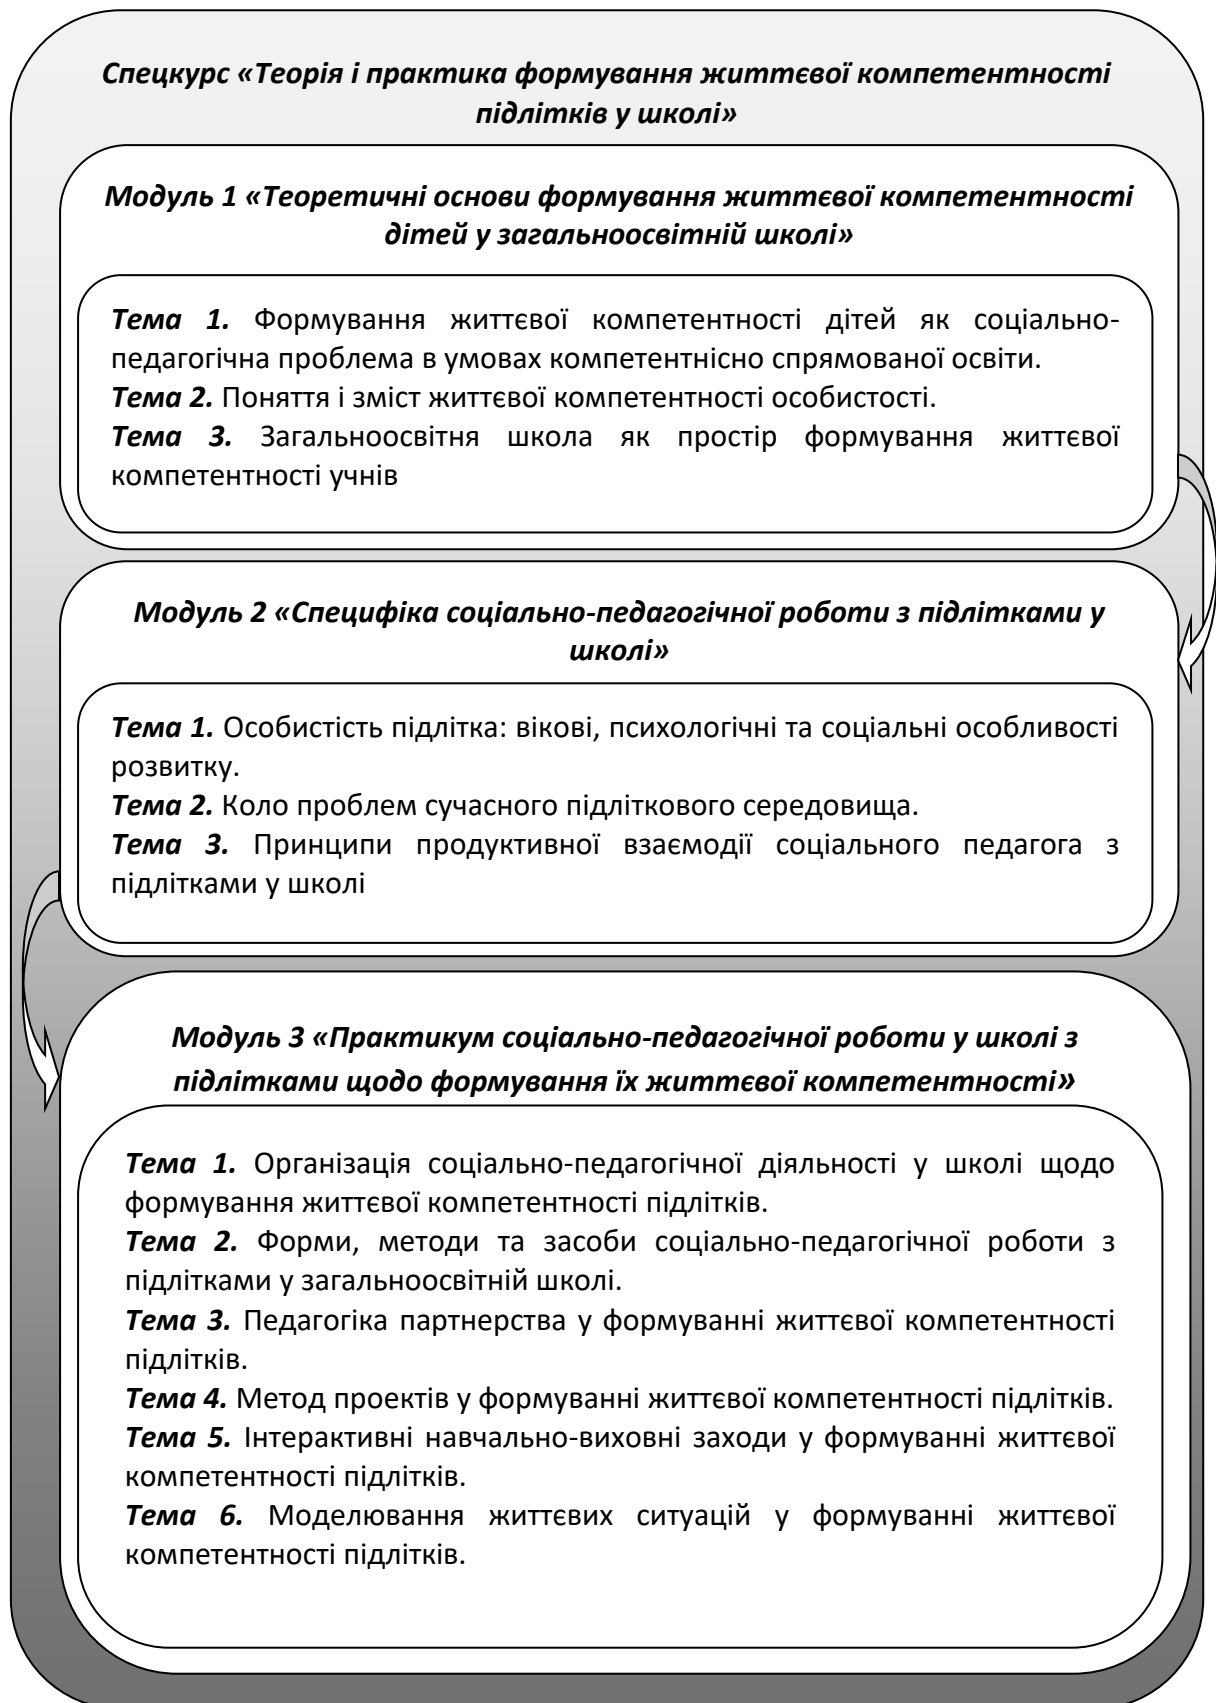 Спецкурс «Теорія і практика формування життєвої компетентності
підлітків у школі»
Модуль 1 «Теоретичні основи формування життєвої компетентності
дітей у загальноосвітній школі»
Тема 1. Формування життєвої компетентності дітей як соціально-
педагогічна проблема в умовах компетентнісно спрямованої освіти.
Тема 2. Поняття і зміст життєвої компетентності особистості.
Тема 3. Загальноосвітня школа як простір формування життєвої
компетентності учнів
Модуль 2 «Специфіка соціально-педагогічної роботи з підлітками у
школі»
Тема 1. Особистість підлітка: вікові, психологічні та соціальні особливості
розвитку.
Тема 2. Коло проблем сучасного підліткового середовища.
Тема 3. Принципи продуктивної взаємодії соціального педагога з
підлітками у школі
Модуль 3 «Практикум соціально-педагогічної роботи у школі з
підлітками щодо формування їх життєвої компетентності»
Тема 1. Організація соціально-педагогічної діяльності у школі щодо
формування життєвої компетентності підлітків.
Тема 2. Форми, методи та засоби соціально-педагогічної роботи з
підлітками у загальноосвітній школі.
Тема 3. Педагогіка партнерства у формуванні життєвої компетентності
підлітків.
Тема 4. Метод проектів у формуванні життєвої компетентності підлітків.
Тема 5. Інтерактивні навчально-виховні заходи у формуванні життєвої
компетентності підлітків.
Тема 6. Моделювання життєвих ситуацій у формуванні життєвої
компетентності підлітків.